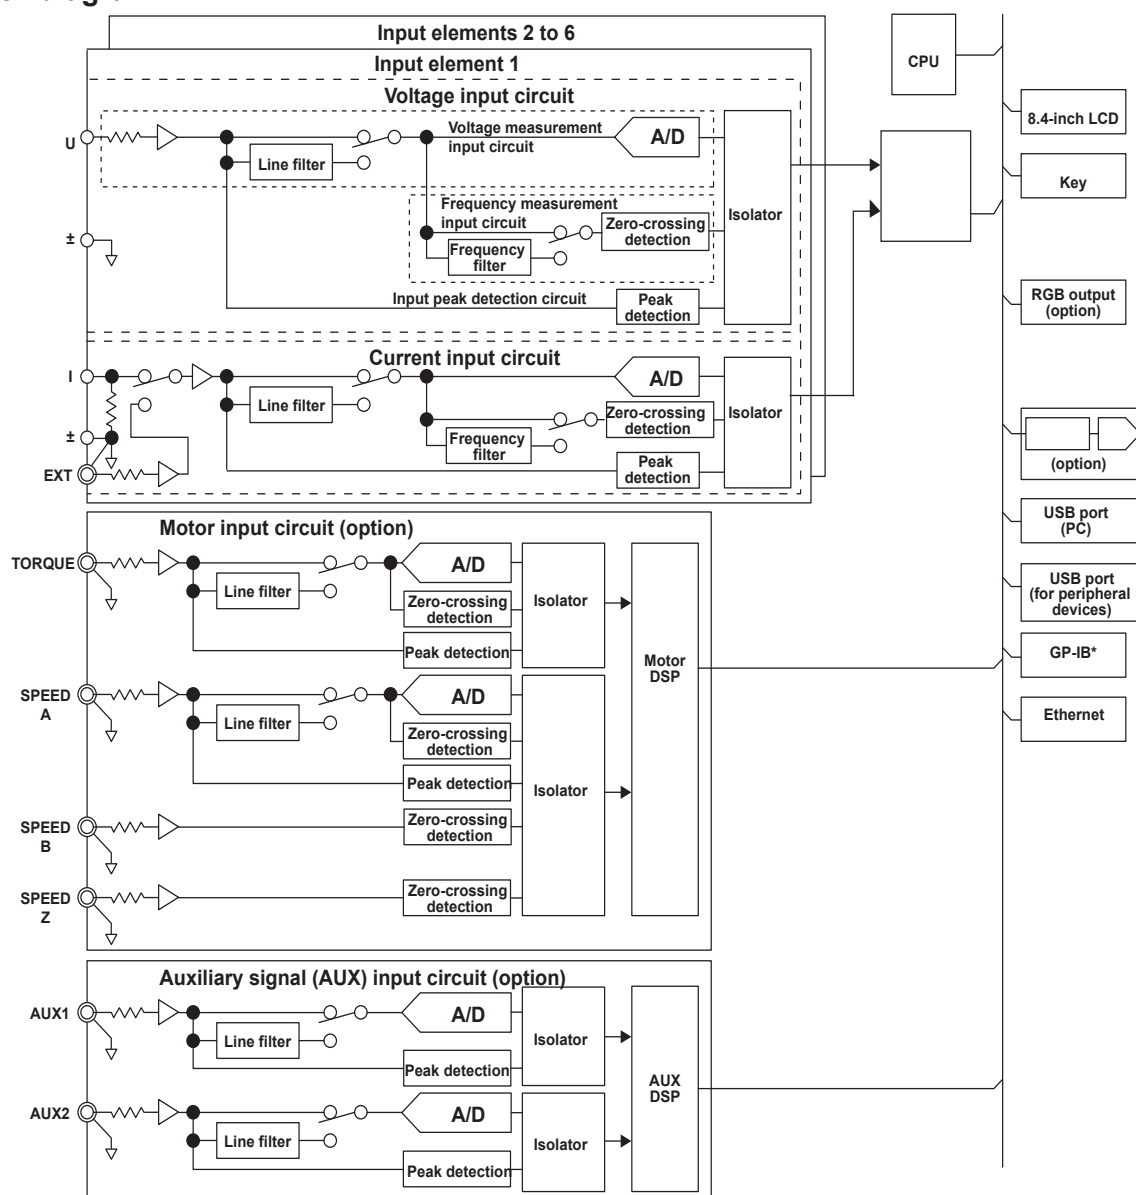 Input elements 2 to 6
Input element 1
Voltage input circuit
CPU
8.4-inch LCD
Key
RGB output
(option)
(option)
USB port
(PC)
USB port
(for peripheral
devices)
GP-IB*
Ethernet
U
Line filter
Voltage measurement
input circuit
A/D
Isolator
±
Frequency measurement
input circuit
Zero-crossing
detection
Frequency
filter
Input peak detection circuit
Peak
detection
Current input circuit
I
A/D
Isolator
Line filter
Zero-crossing
detection
±
Frequency
filter
EXT
Peak
detection
Motor input circuit (option)
TORQUE
A/D
Line filter
Isolator
Zero-crossing
detection
Peak detection
Motor
DSP
SPEED
A
A/D
Line filter
Zero-crossing
detection
Peak detection
Isolator
SPEED
B
Zero-crossing
detection
SPEED
Z
Zero-crossing
detection
Auxiliary signal (AUX) input circuit (option)
AUX1
A/D
Line filter
Isolator
Peak detection
AUX
DSP
AUX2
A/D
Line filter
Isolator
Peak detection